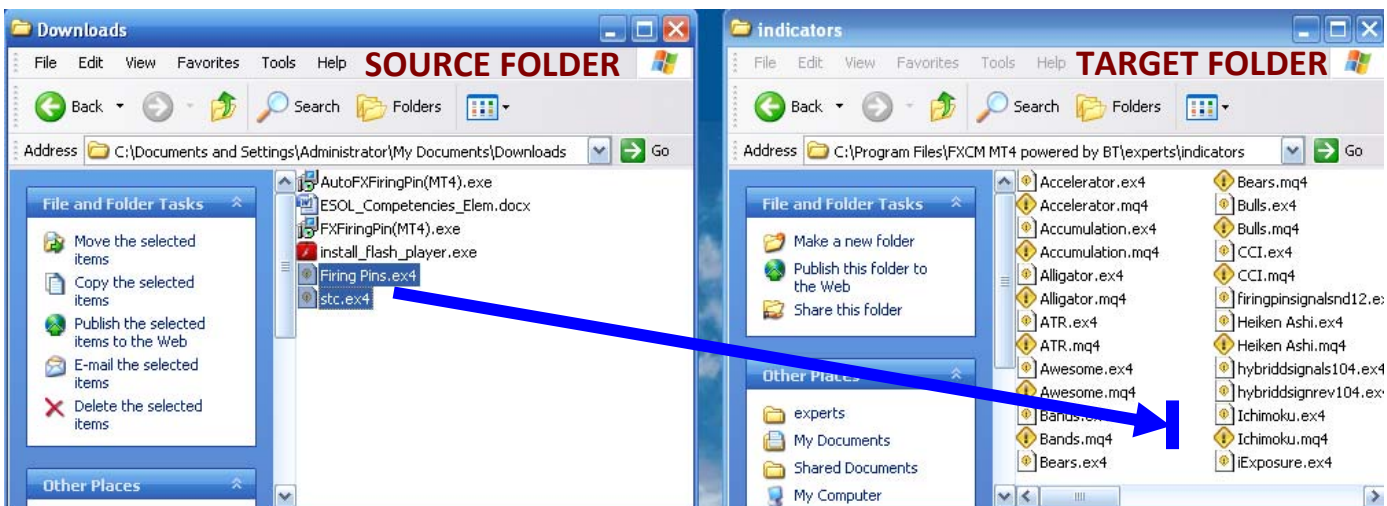 Downloads
File Edit View Favorites Tools Help SOURCE FOLDER
Back Search Folders
Address C:\Documents and Settings\Administrator\My Documents\Downloads Go
File and Folder Tasks
Move the selected
items
Copy the selected
items
Publish the selected
items to the Web
E-mail the selected
items
Delete the selected
items
Other Places
AutoFXFiringPin(MT4).exe
ESOL_Competencies_Elem.docx
FXFiringPin(MT4).exe
install_flash_player.exe
Firing Pins.ex4
stc.ex4
indicators
File Edit View Favorites Tools Help TARGET FOLDER
Back Search Folders
Address C:\Program Files\FXCM MT4 powered by BT\experts\indicators Go
File and Folder Tasks
Make a new folder
Publish this folder to
the Web
Share this folder
Other Places
experts
My Documents
Shared Documents
My Computer
Accelerator.ex4
Accelerator.mq4
Accumulation.ex4
Accumulation.mq4
Alligator.ex4
Alligator.mq4
ATR.ex4
ATR.mq4
Awesome.ex4
Awesome.mq4
Bands.ex4
Bands.mq4
Bears.ex4
Bears.mq4
Bulls.ex4
Bulls.mq4
CCI.ex4
CCI.mq4
firingpinsignalsnd12.ex
Heiken Ashi.ex4
Heiken Ashi.mq4
hybriddsignals104.ex4
hybriddsignrev104.ex
Ichimoku.ex4
Ichimoku.mq4
iExposure.ex4